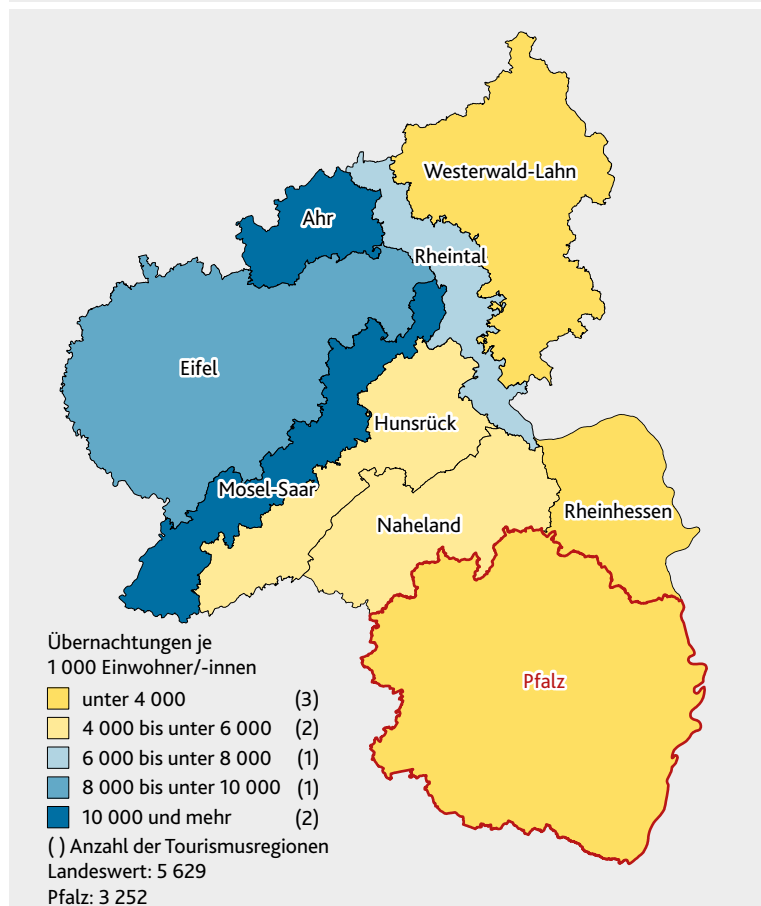 Westerwald-Lahn
Ahr
Rheintal
Eifel
Hunsrück
Mosel-Saar
Rheinhessen
Naheland
Pfalz
Übernachtungen je
1 000 Einwohner/-innen
unter 4 000 (3)
4 000 bis unter 6 000 (2)
6 000 bis unter 8 000 (1)
8 000 bis unter 10 000 (1)
10 000 und mehr (2)
( ) Anzahl der Tourismusregionen
Landeswert: 5 629
Pfalz: 3 252